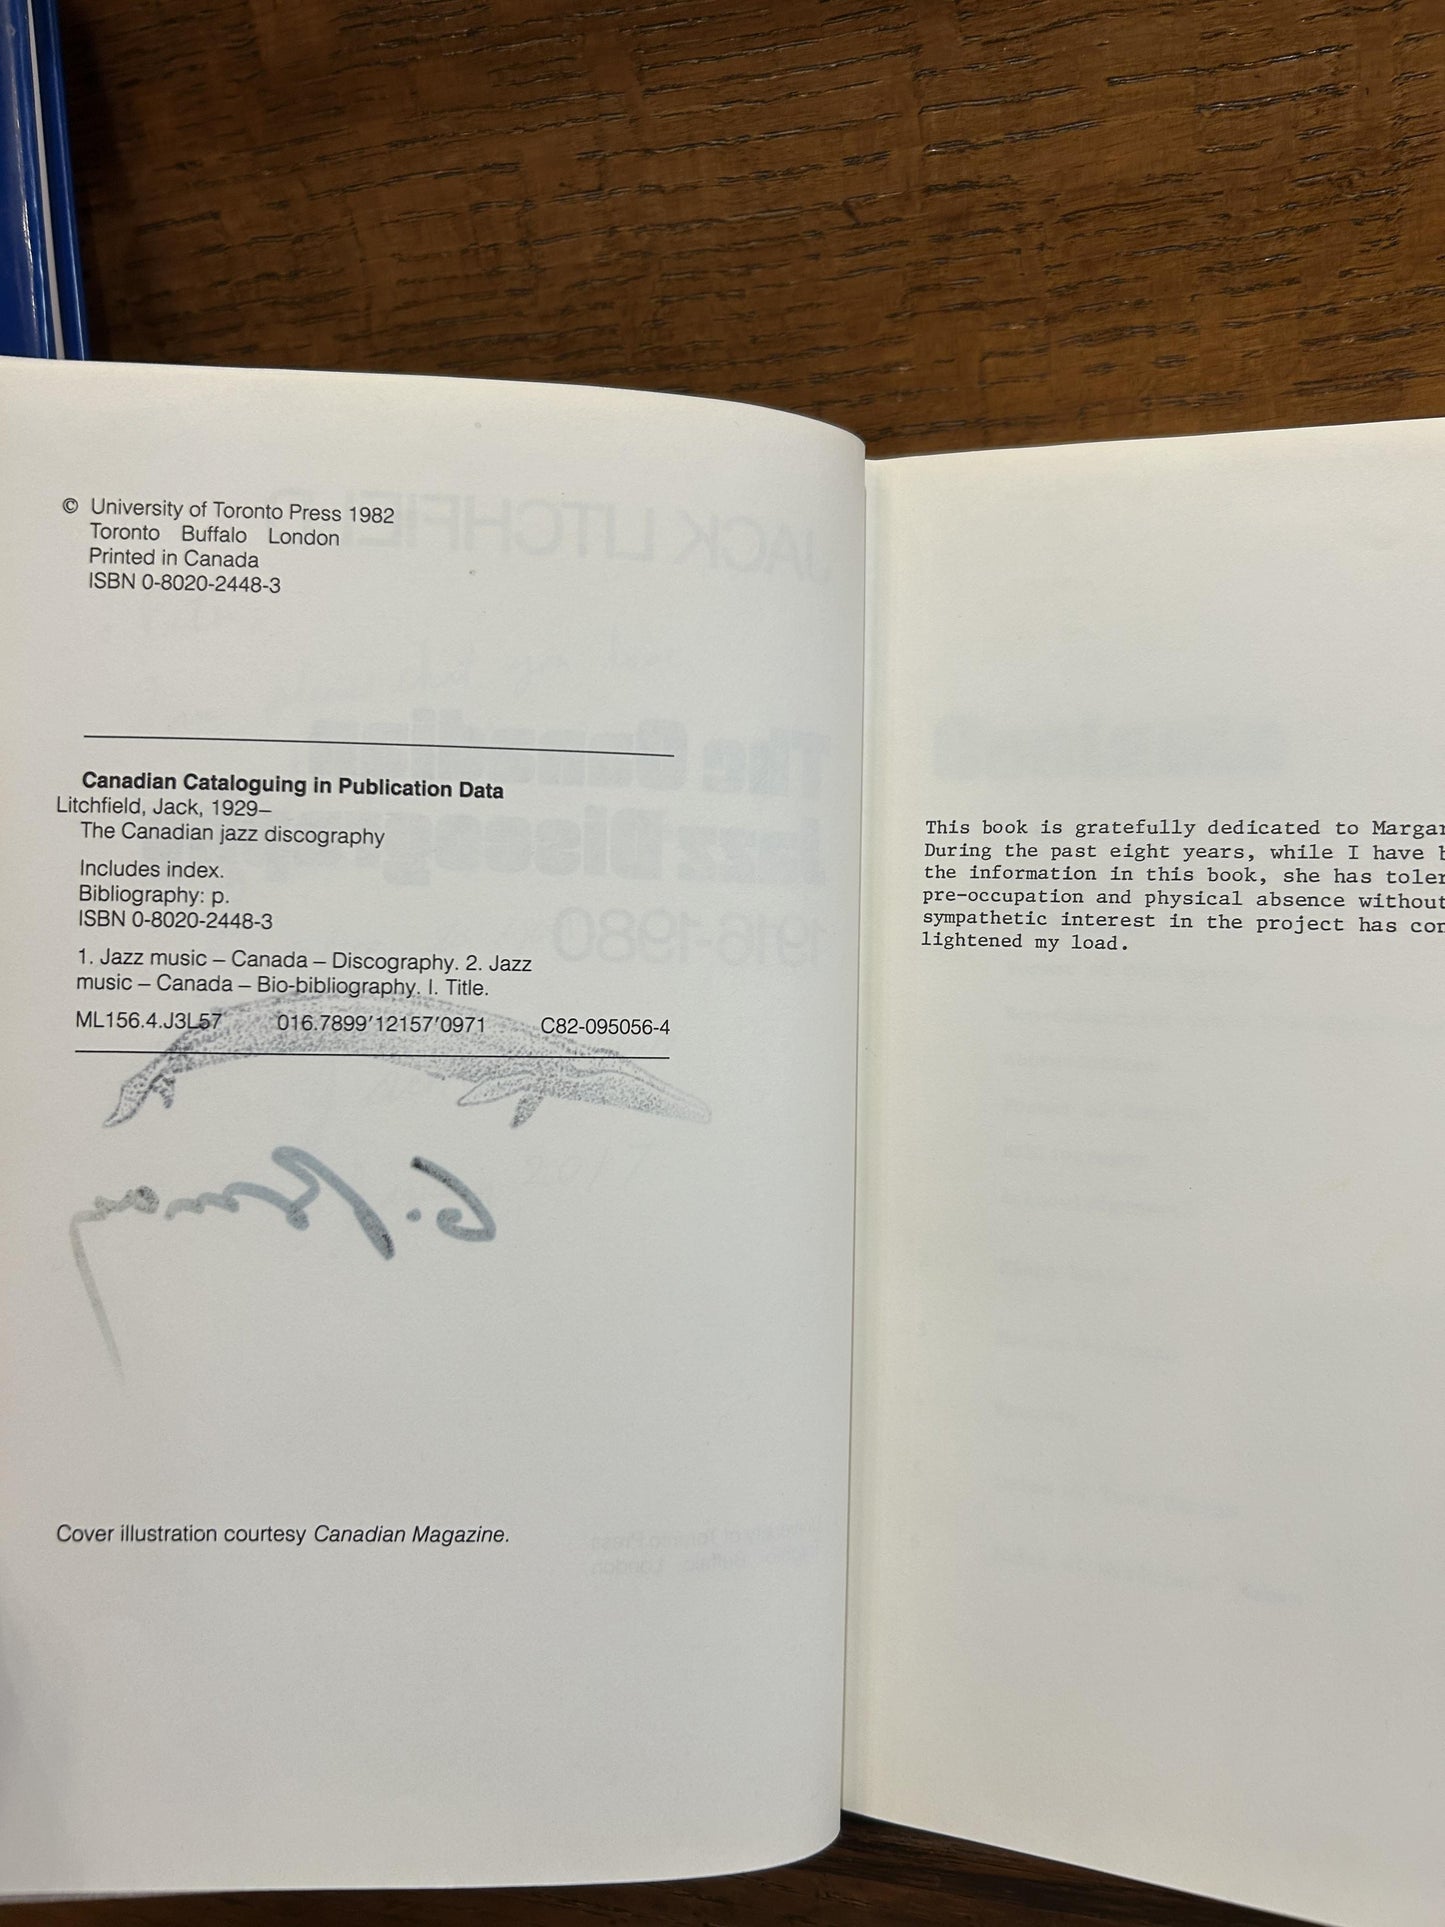 © University of Toronto Press 1982
Toronto Buffalo London
Printed in Canada
ISBN 0-8020-2448-3
Canadian Cataloguing in Publication Data
Litchfield, Jack, 1929–
The Canadian jazz discography
Includes index.
Bibliography: p.
ISBN 0-8020-2448-3
1. Jazz music – Canada – Discography. 2. Jazz
music – Canada – Bio-bibliography. I. Title.
ML156.4.J3L57 016.7899′12157′0971 C82-095056-4
Cover illustration courtesy Canadian Magazine.
This book is gratefully dedicated to Margar
During the past eight years, while I have b
the information in this book, she has toler
pre-occupation and physical absence without
sympathetic interest in the project has con
lightened my load.